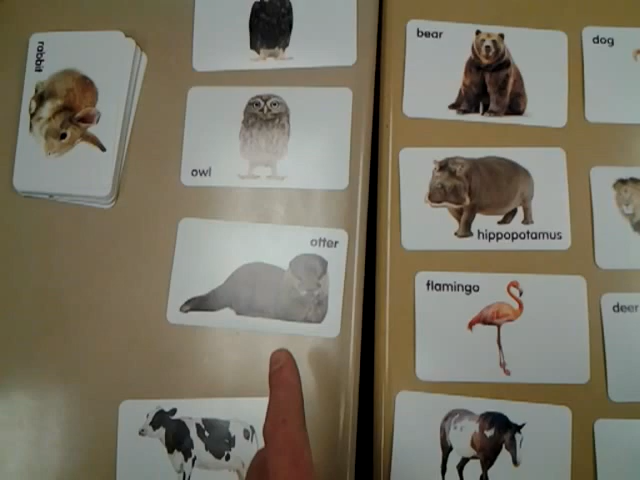 rabbit
owl
otter
bear
dog
hippopotamus
flamingo
deer